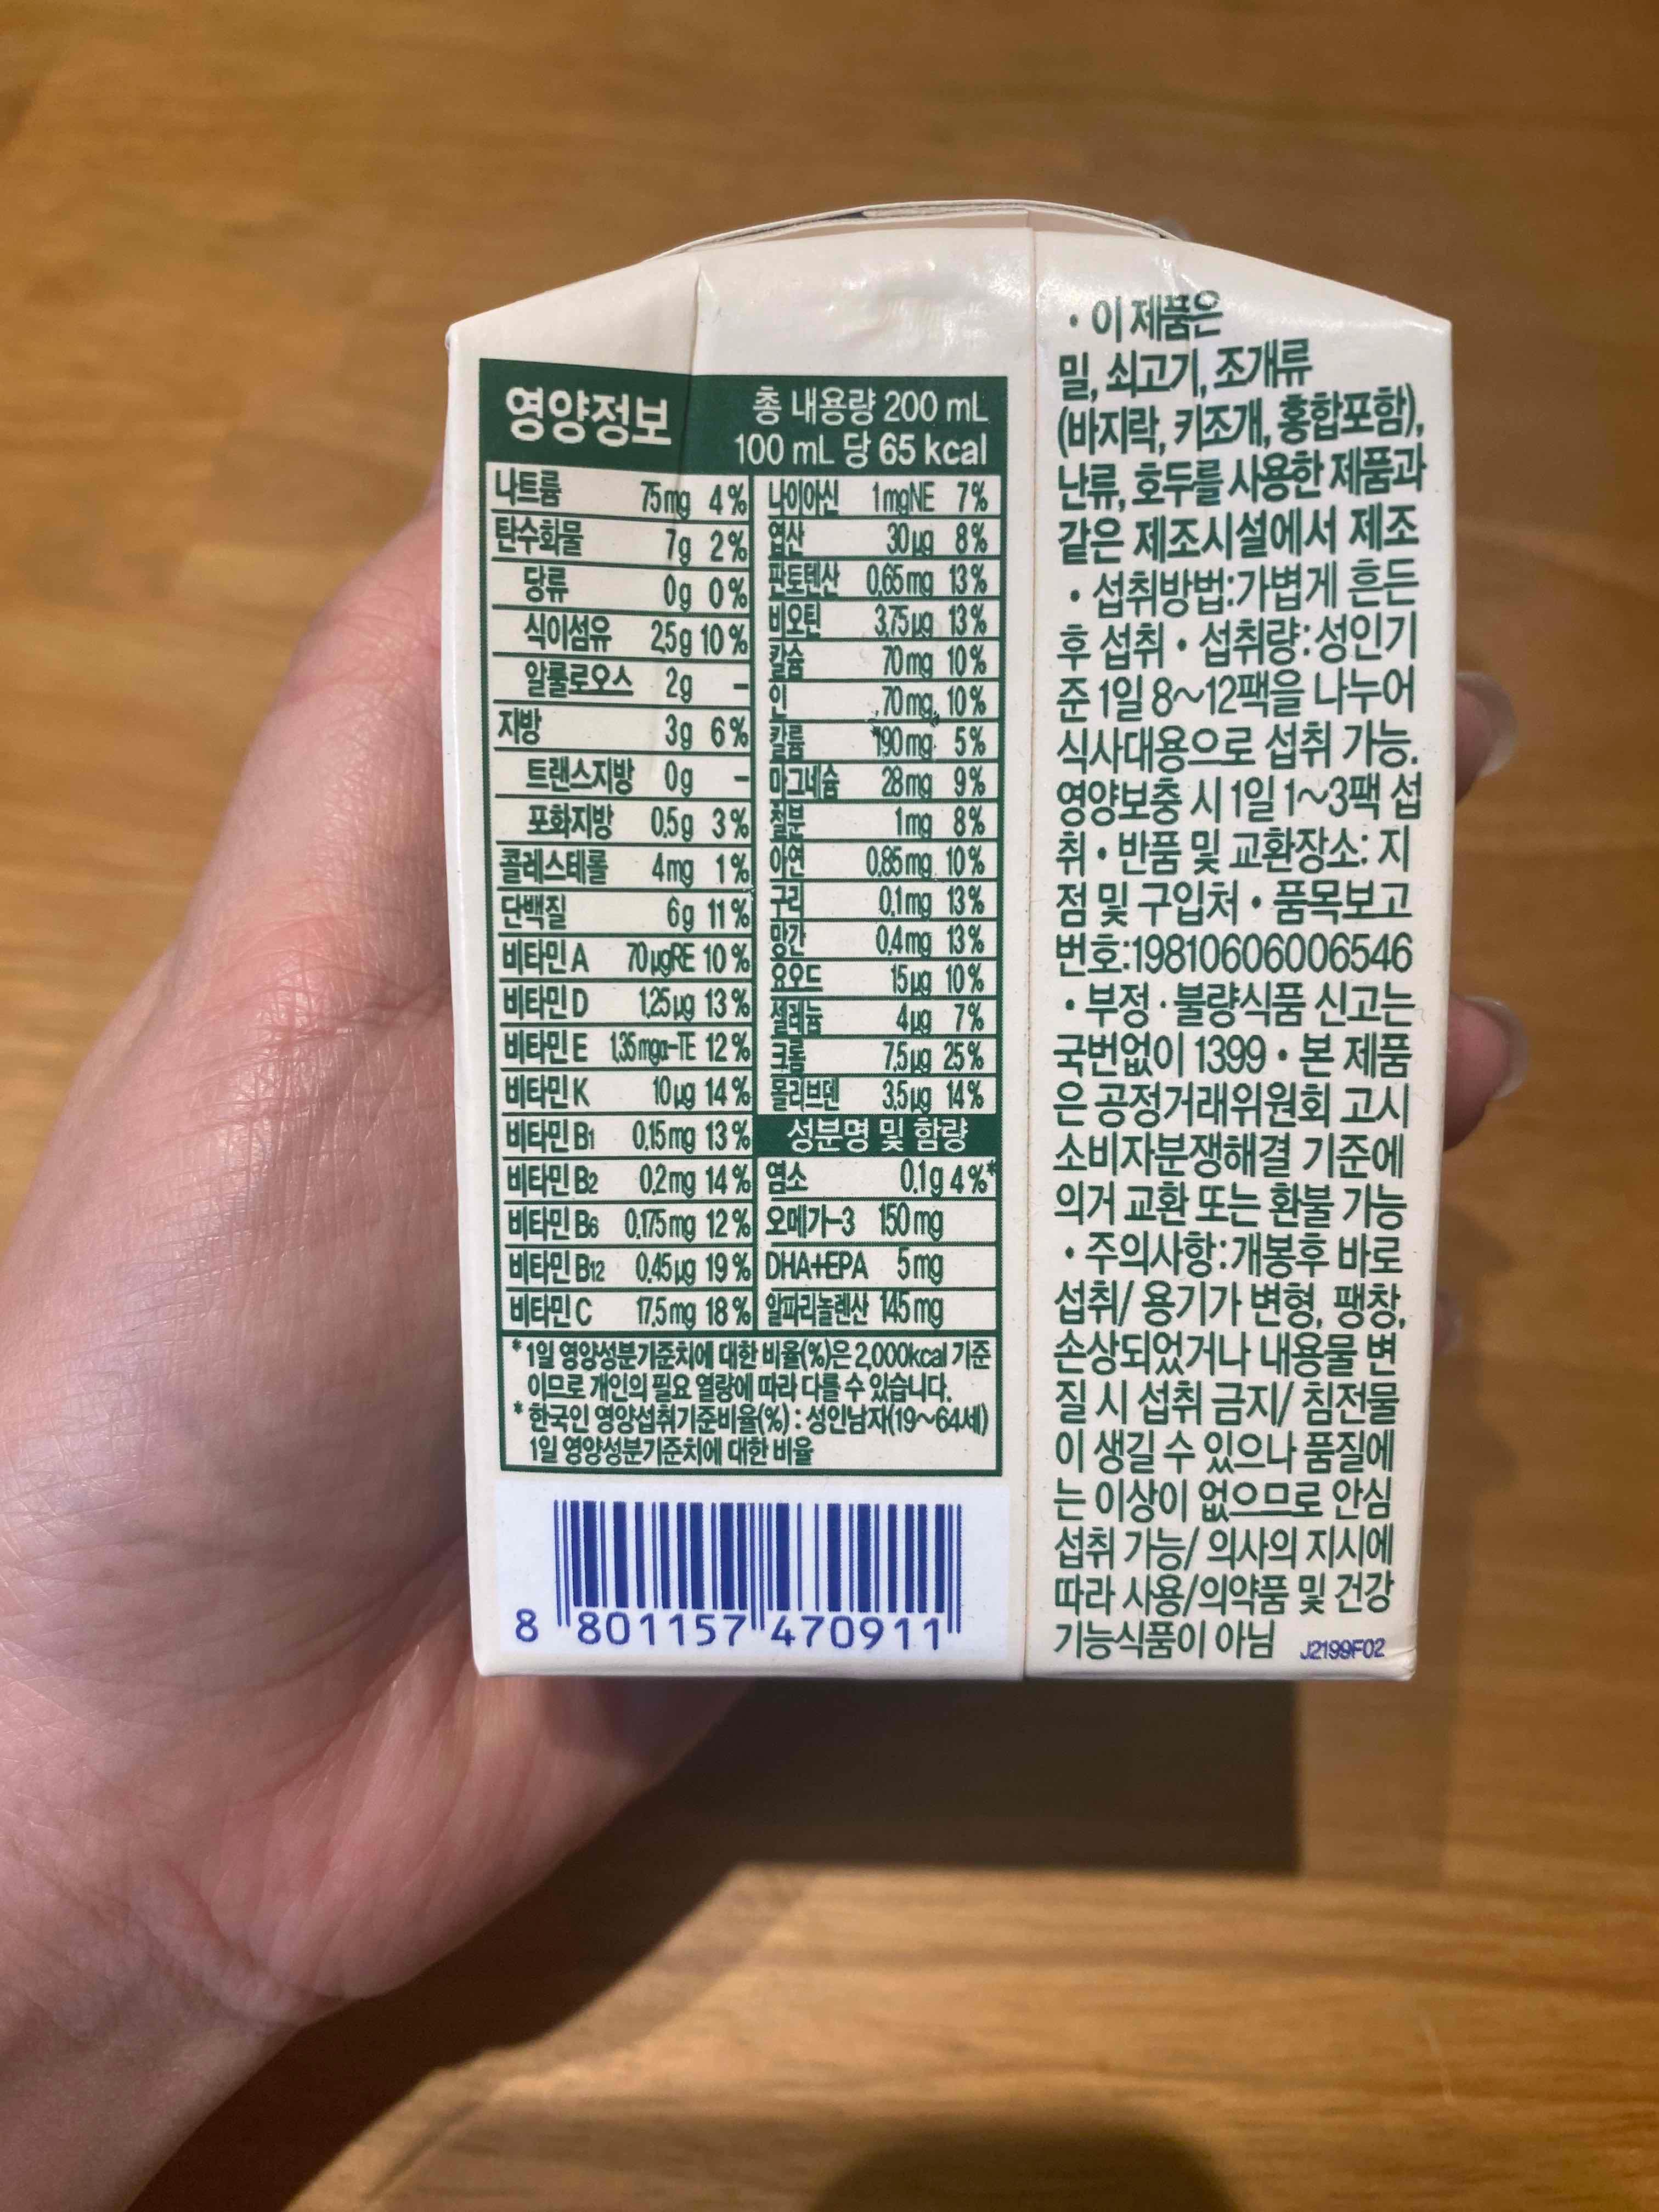 영양정보
총 내용량 200 mL
100 mL 당 65 kcal
나트륨 75mg 4%
탄수화물 7g 2%
당류 0g 0%
식이섬유 2.5g 10%
알룰로오스 2g -
지방 3g 6%
트랜스지방 0g -
포화지방 0.5g 3%
콜레스테롤 4mg 1%
단백질 6g 11%
비타민 A 70μgRE 10%
비타민 D 1.25μg 13%
비타민 E 1.35mgα-TE 12%
비타민 K 10μg 14%
비타민 B1 0.15mg 13%
비타민 B2 0.2mg 14%
비타민 B6 0.175mg 12%
비타민 B12 0.45μg 19%
비타민 C 17.5mg 18%
나이아신 1mgNE 7%
엽산 30μg 8%
판토텐산 0.65mg 13%
비오틴 3.75μg 13%
칼슘 70mg 10%
인 70mg 10%
칼륨 190mg 5%
마그네슘 28mg 9%
철분 1mg 8%
아연 0.85mg 10%
구리 0.1mg 13%
망간 0.4mg 13%
요오드 15μg 10%
셀레늄 4μg 7%
크롬 7.5μg 25%
몰리브덴 3.5μg 14%
성분명 및 함량
염소 0.1g 4%*
오메가-3 150mg
DHA+EPA 5mg
알파리놀렌산 145mg
* 1일 영양성분기준치에 대한 비율(%)은 2,000kcal 기준
이므로 개인의 필요 열량에 따라 다를 수 있습니다.
* 한국인 영양섭취기준비율(%) : 성인남자(19~64세)
1일 영양성분기준치에 대한 비율
8 801157 470911
• 이 제품은
밀, 쇠고기, 조개류
(바지락, 키조개, 홍합포함),
난류, 호두를 사용한 제품과
같은 제조시설에서 제조
• 섭취방법:가볍게 흔든
후 섭취 • 섭취량:성인기
준 1일 8~12팩을 나누어
식사대용으로 섭취 가능.
영양보충 시 1일 1~3팩 섭
취 • 반품 및 교환장소: 지
점 및 구입처 • 품목보고
번호:19810606006546
• 부정·불량식품 신고는
국번없이 1399 • 본 제품
은 공정거래위원회 고시
소비자분쟁해결 기준에
의거 교환 또는 환불 가능
• 주의사항:개봉후 바로
섭취/ 용기가 변형, 팽창,
손상되었거나 내용물 변
질 시 섭취 금지/ 침전물
이 생길 수 있으나 품질에
는 이상이 없으므로 안심
섭취 가능/ 의사의 지시에
따라 사용/의약품 및 건강
기능식품이 아님 J2199F02